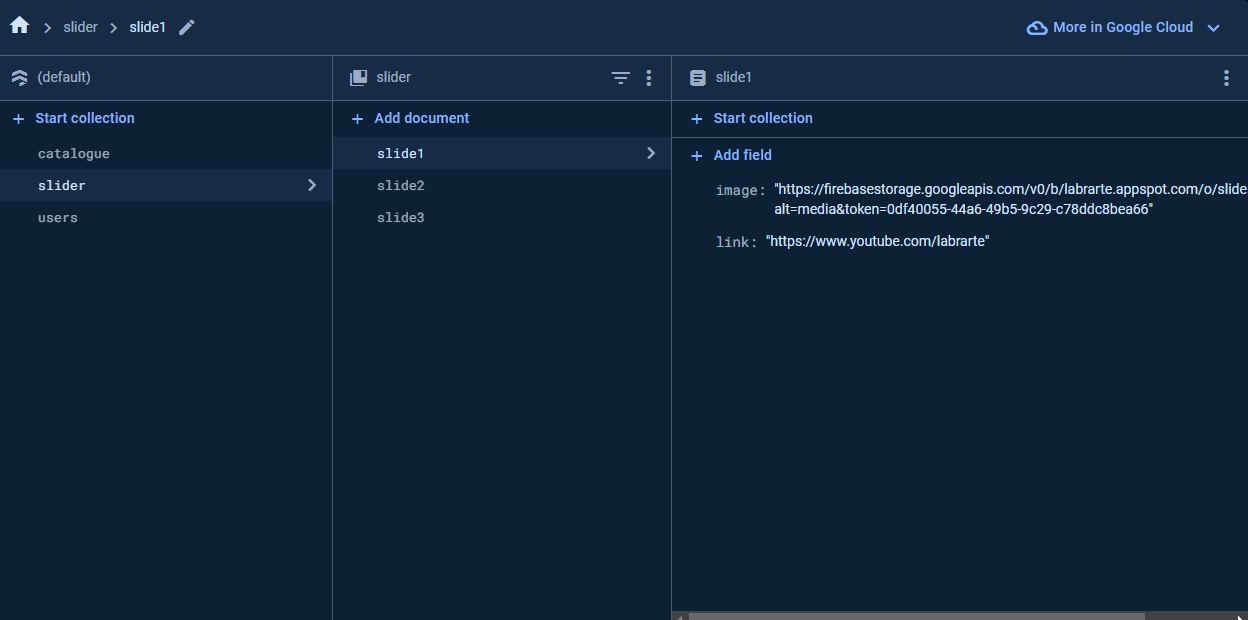 slider
slide1
More in Google Cloud
(default)
slider
slide1
+ Start collection
+ Add document
+ Start collection
catalogue
slider
users
slide1
slide2
slide3
+ Add field
image: "https://firebasestorage.googleapis.com/v0/b/labrarte.appspot.com/o/slide
alt=media&token=0df40055-44a6-49b5-9c29-c78ddc8bea66"
link: "https://www.youtube.com/labrarte"